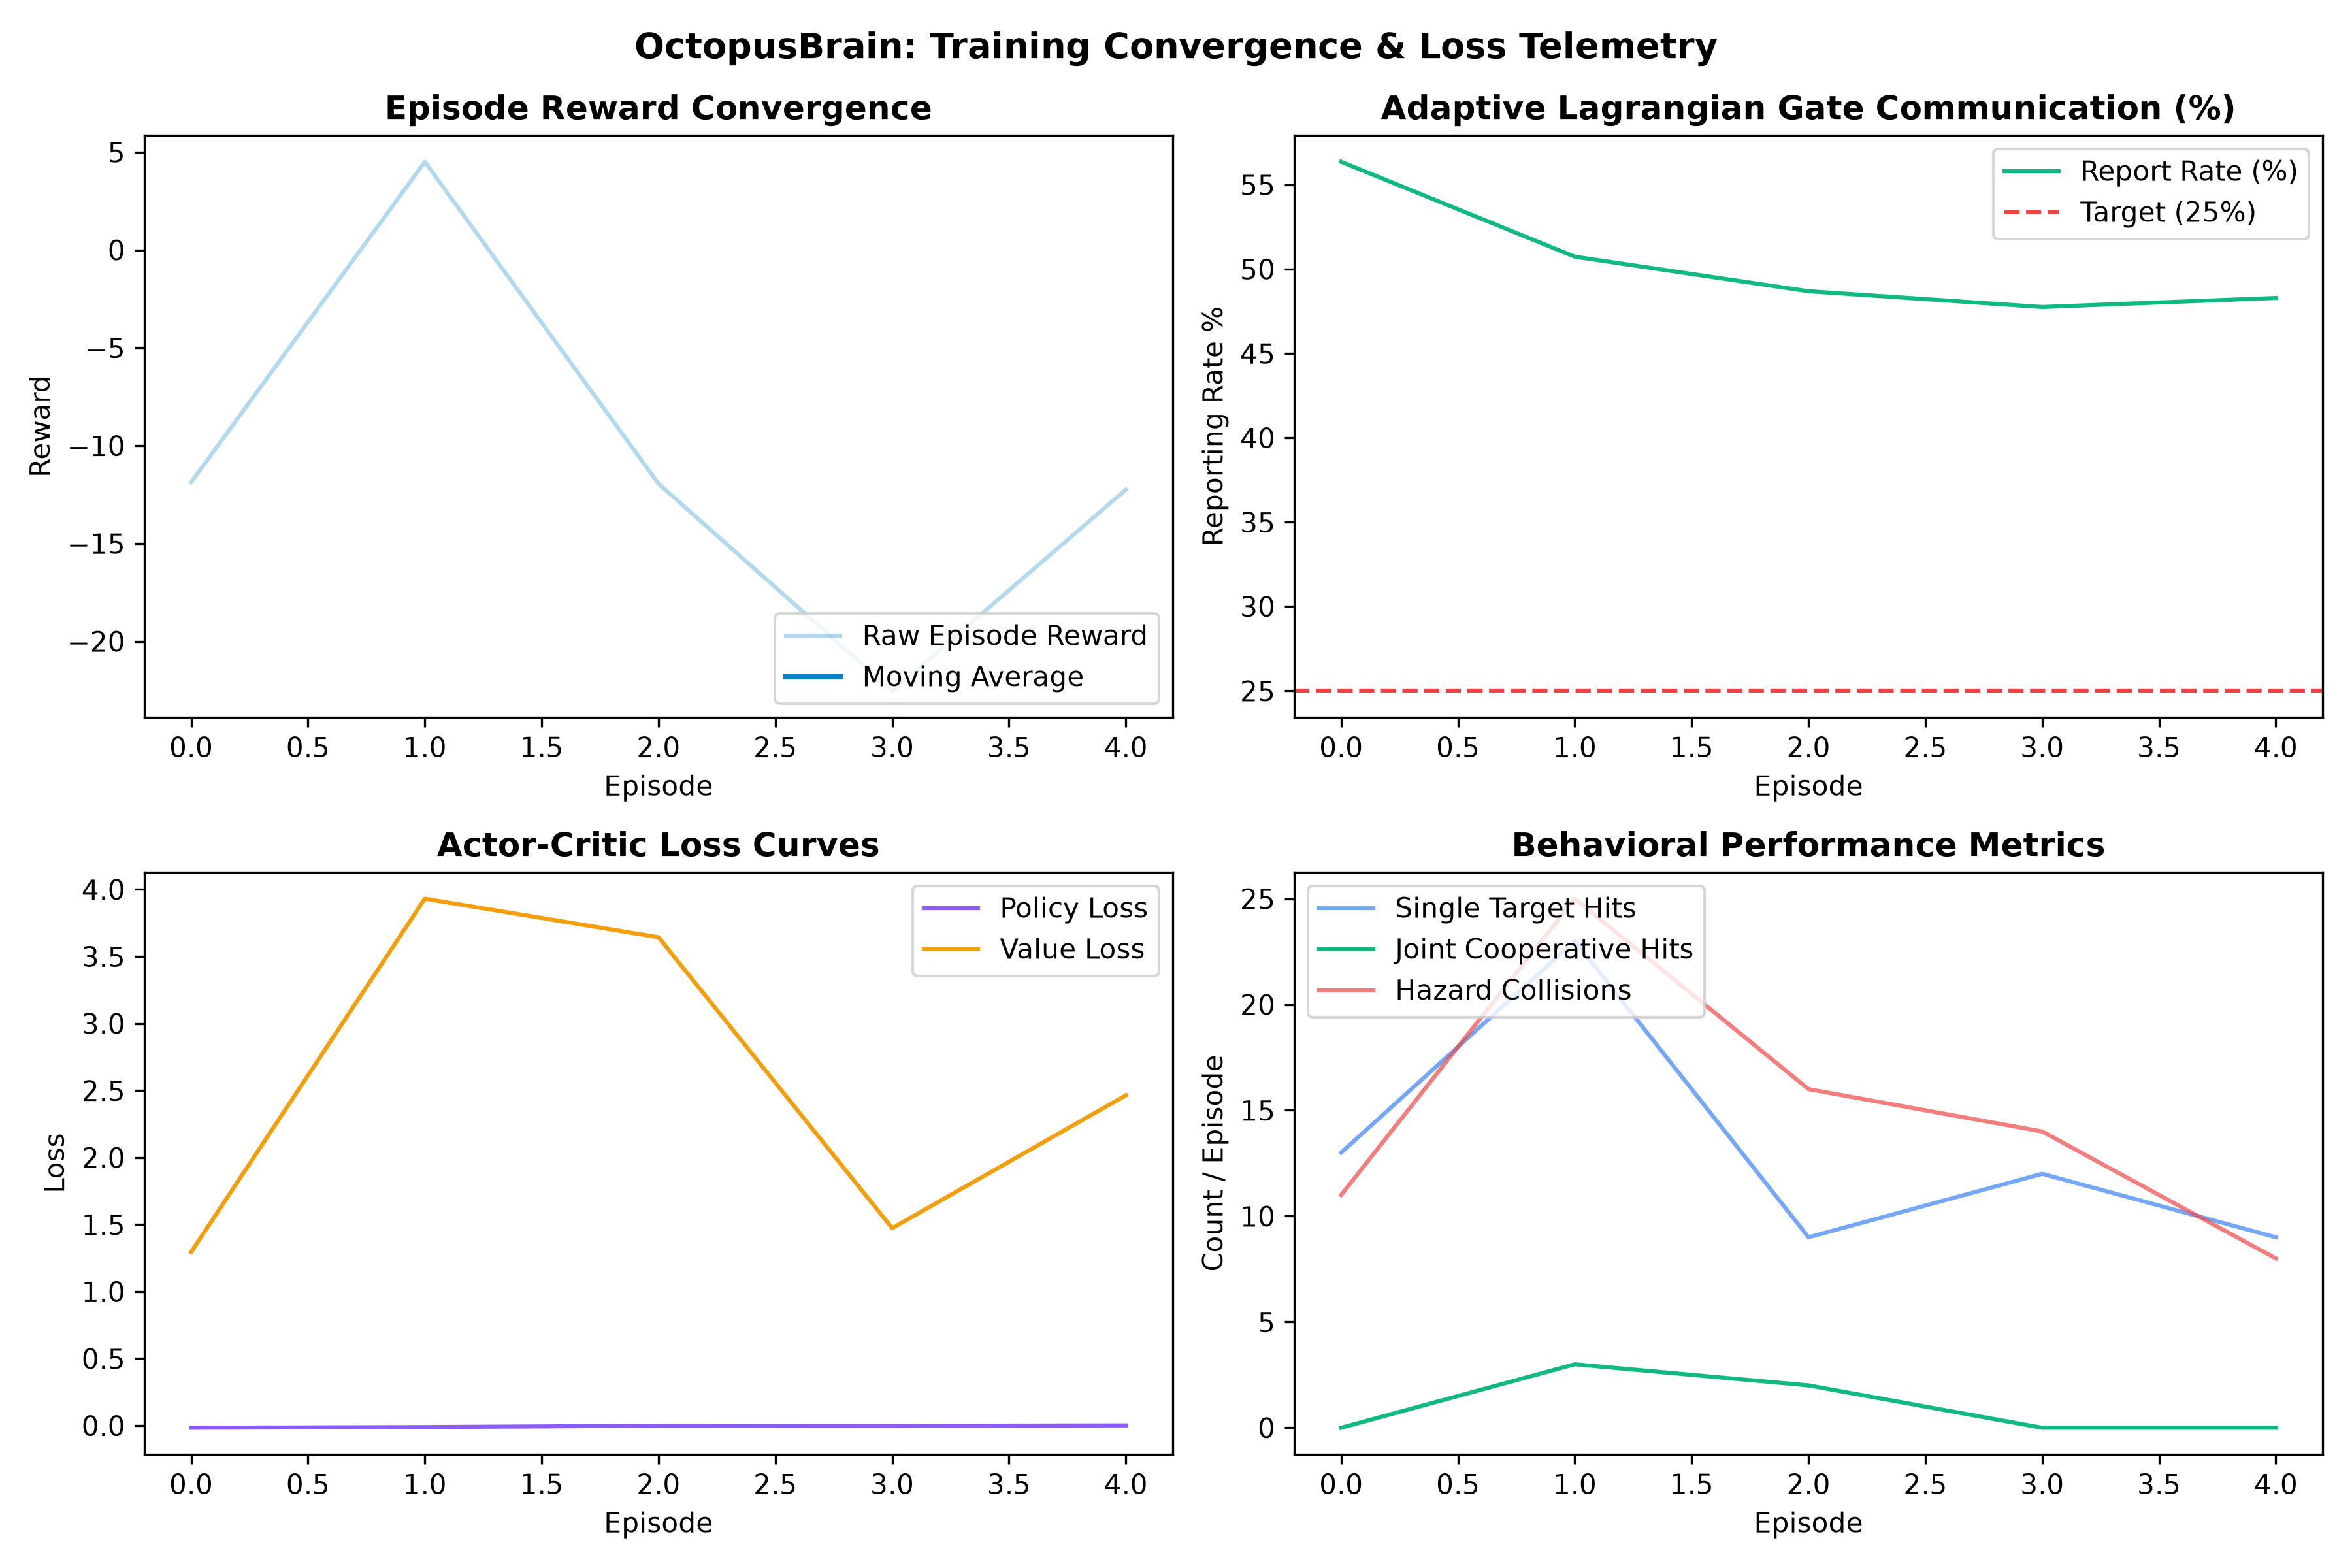 OctopusBrain: Training Convergence & Loss Telemetry
Episode Reward Convergence
Reward
5
0
−5
−10
−15
−20
Raw Episode Reward
Moving Average
0.0 0.5 1.0 1.5 2.0 2.5 3.0 3.5 4.0
Episode
Adaptive Lagrangian Gate Communication (%)
Reporting Rate %
55
50
45
40
35
30
25
Report Rate (%)
Target (25%)
0.0 0.5 1.0 1.5 2.0 2.5 3.0 3.5 4.0
Episode
Actor-Critic Loss Curves
Loss
4.0
3.5
3.0
2.5
2.0
1.5
1.0
0.5
0.0
Policy Loss
Value Loss
0.0 0.5 1.0 1.5 2.0 2.5 3.0 3.5 4.0
Episode
Behavioral Performance Metrics
Count / Episode
25
20
15
10
5
0
Single Target Hits
Joint Cooperative Hits
Hazard Collisions
0.0 0.5 1.0 1.5 2.0 2.5 3.0 3.5 4.0
Episode